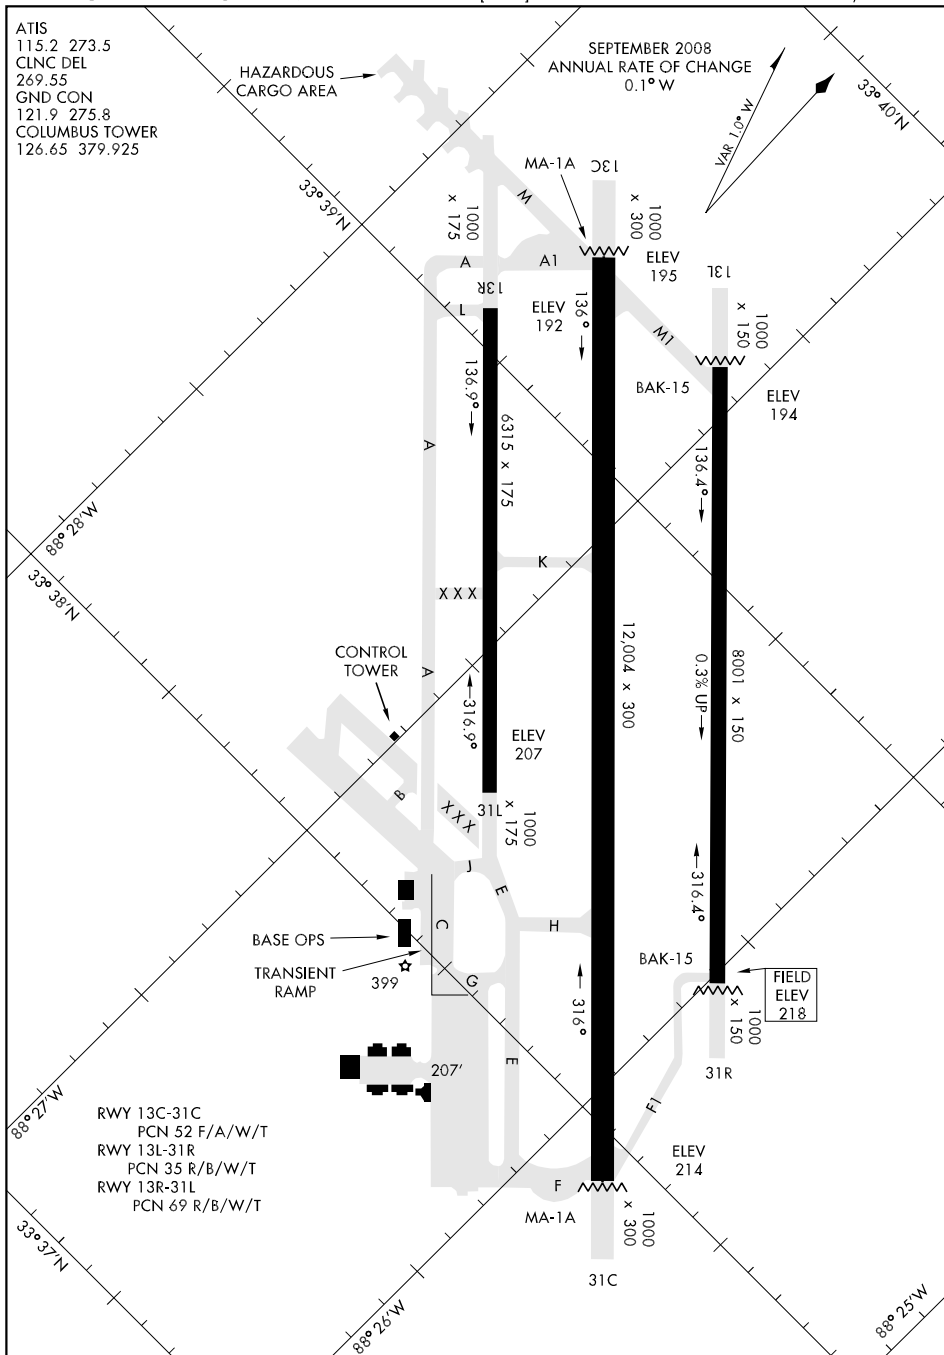 ATIS
115.2 273.5
CLNC DEL
269.55
GND CON
121.9 275.8
COLUMBUS TOWER
126.65 379.925
HAZARDOUS
CARGO AREA
SEPTEMBER 2008
ANNUAL RATE OF CHANGE
0.1° W
VAR 1.0° W
33° 40'N
33° 39'N
MA-1A
13C
M
1000
x 175
1000
x 300
A
A1
ELEV
195
13L
13R
L
ELEV
192
136°
M1
1000
x 150
BAK-15
ELEV
194
136.9°
6315 x 175
A
136.4°
88° 28'W
33° 38'N
K
X X X
12,004 x 300
0.3% UP
8001 x 150
CONTROL
TOWER
A
316.9°
ELEV
207
B
X X X
31L
1000
x 175
J
E
316.4°
C
H
BASE OPS
BAK-15
TRANSIENT
RAMP
399
G
316°
FIELD
ELEV
218
1000
x 150
E
207'
31R
F1
88° 27'W
RWY 13C-31C
PCN 52 F/A/W/T
RWY 13L-31R
PCN 35 R/B/W/T
RWY 13R-31L
PCN 69 R/B/W/T
ELEV
214
F
MA-1A
1000
x 300
33° 37'N
31C
88° 26'W
88° 25'W